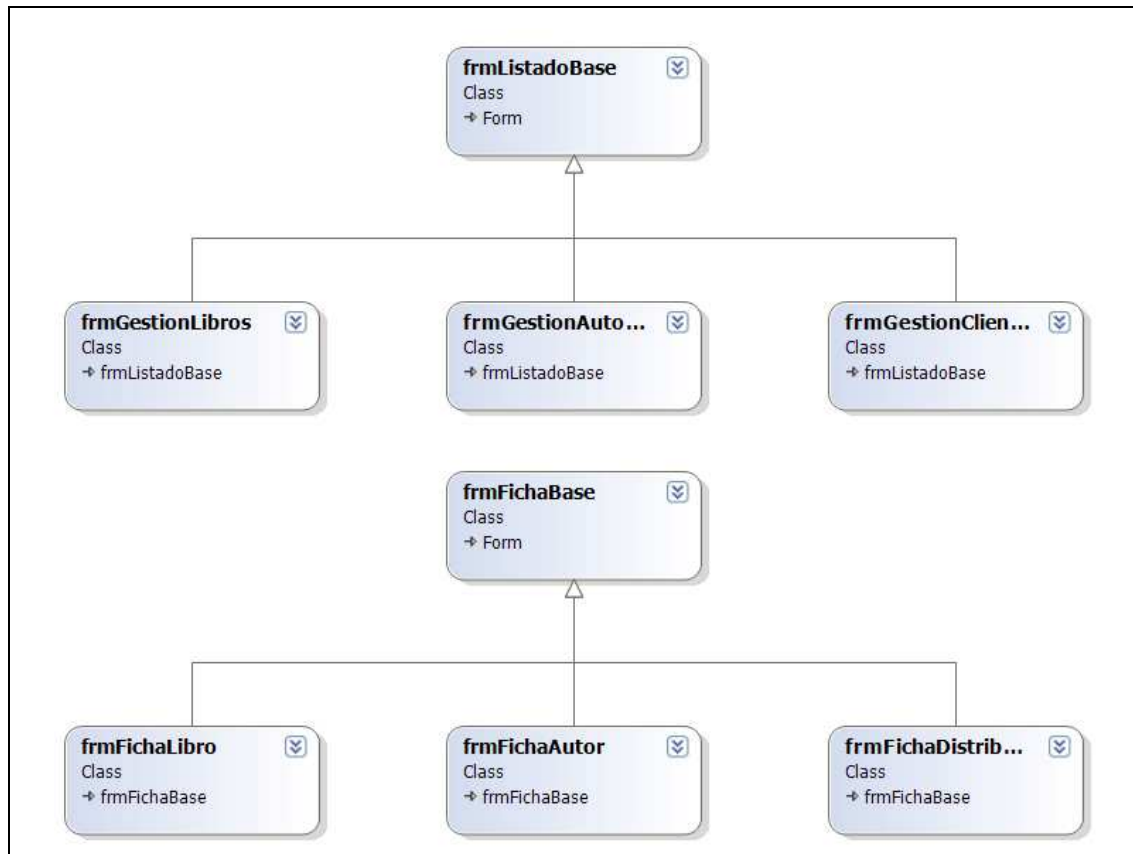 frmListadoBase
Class
Form
frmGestionLibros
Class
frmListadoBase
frmGestionAuto...
Class
frmListadoBase
frmGestionClien...
Class
frmListadoBase
frmFichaBase
Class
Form
frmFichaLibro
Class
frmFichaBase
frmFichaAutor
Class
frmFichaBase
frmFichaDistrib...
Class
frmFichaBase